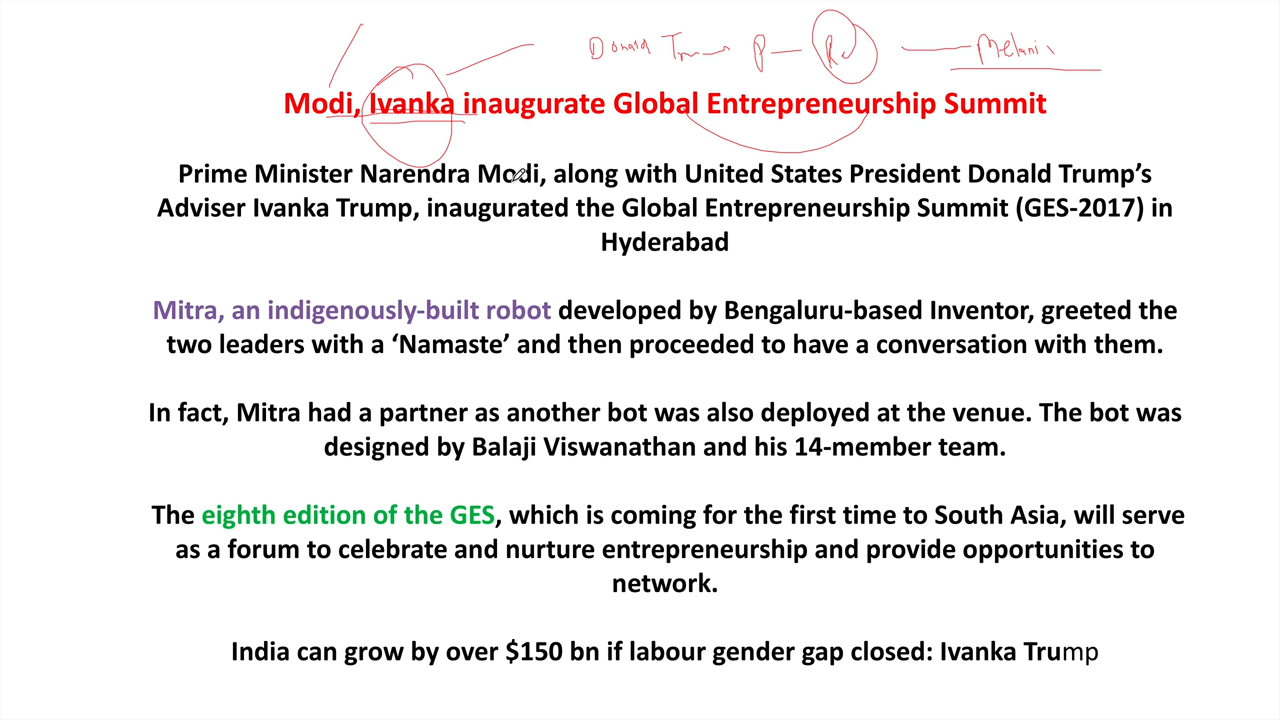 Donald Trump P — Re — Melania
Modi, Ivanka inaugurate Global Entrepreneurship Summit
Prime Minister Narendra Modi, along with United States President Donald Trump’s
Adviser Ivanka Trump, inaugurated the Global Entrepreneurship Summit (GES-2017) in
Hyderabad
Mitra, an indigenously-built robot developed by Bengaluru-based Inventor, greeted the
two leaders with a ‘Namaste’ and then proceeded to have a conversation with them.
In fact, Mitra had a partner as another bot was also deployed at the venue. The bot was
designed by Balaji Viswanathan and his 14-member team.
The eighth edition of the GES, which is coming for the first time to South Asia, will serve
as a forum to celebrate and nurture entrepreneurship and provide opportunities to
network.
India can grow by over $150 bn if labour gender gap closed: Ivanka Trump